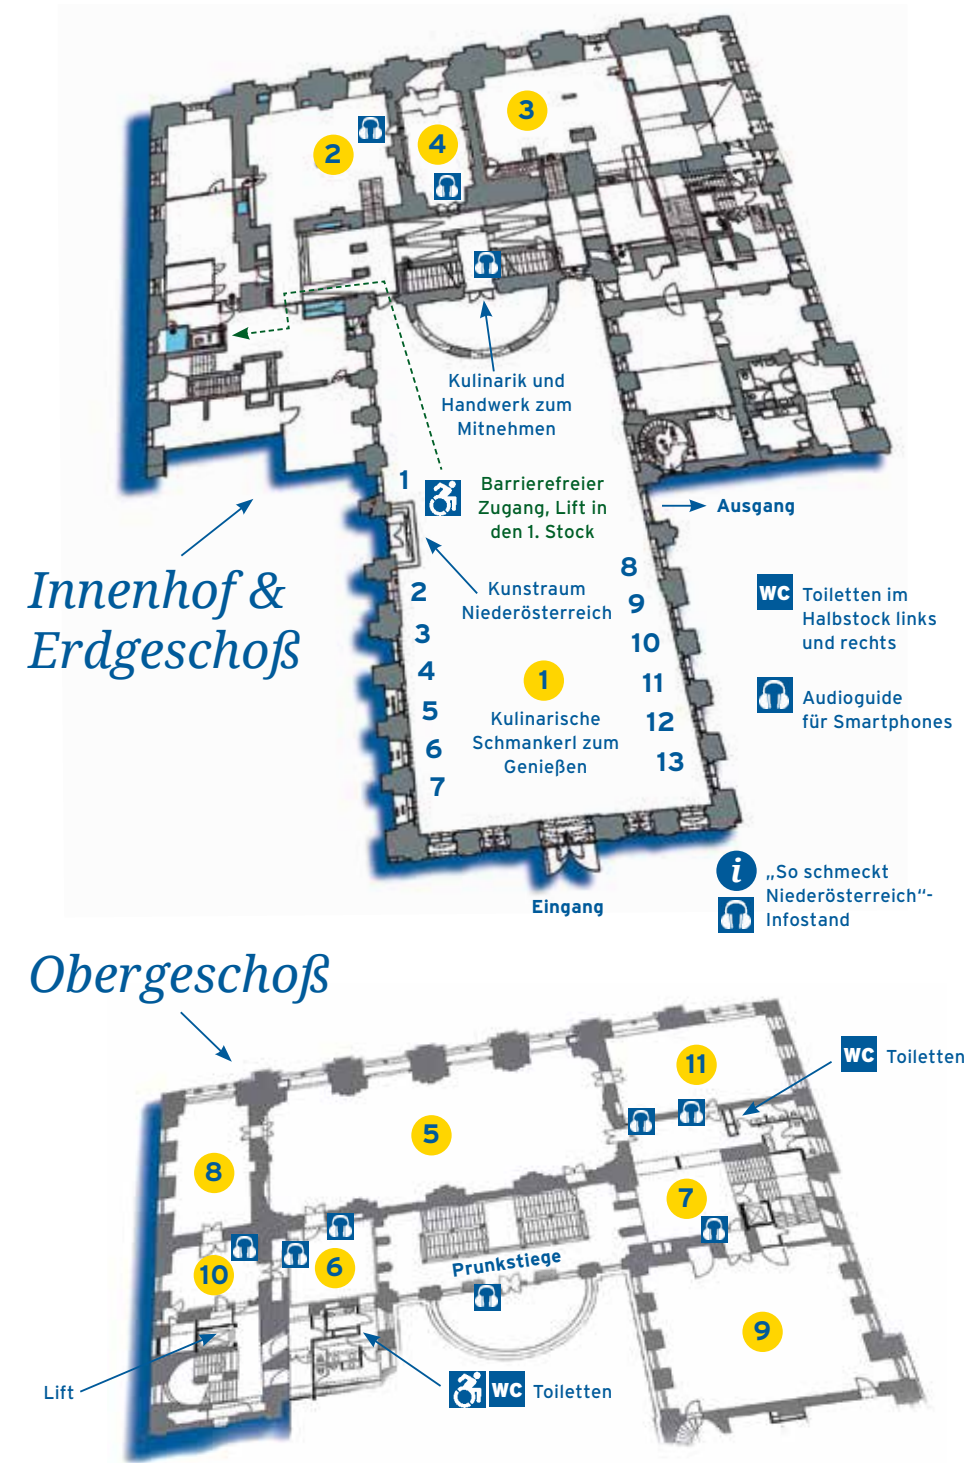 2
4
3
Kulinarik und
Handwerk zum
Mitnehmen
1
Barrierefreier
Zugang, Lift in
den 1. Stock
Ausgang
Innenhof &
Erdgeschoß
Kunstraum
Niederösterreich
2
3
4
5
6
7
8
9
10
11
12
13
1
Kulinarische
Schmankerl zum
Genießen
WC Toiletten im
Halbstock links
und rechts
Audioguide
für Smartphones
Eingang
i „So schmeckt
Niederösterreich“-
Infostand
Obergeschoß
11
WC Toiletten
5
8
7
10
6
Prunkstiege
9
Lift
WC Toiletten